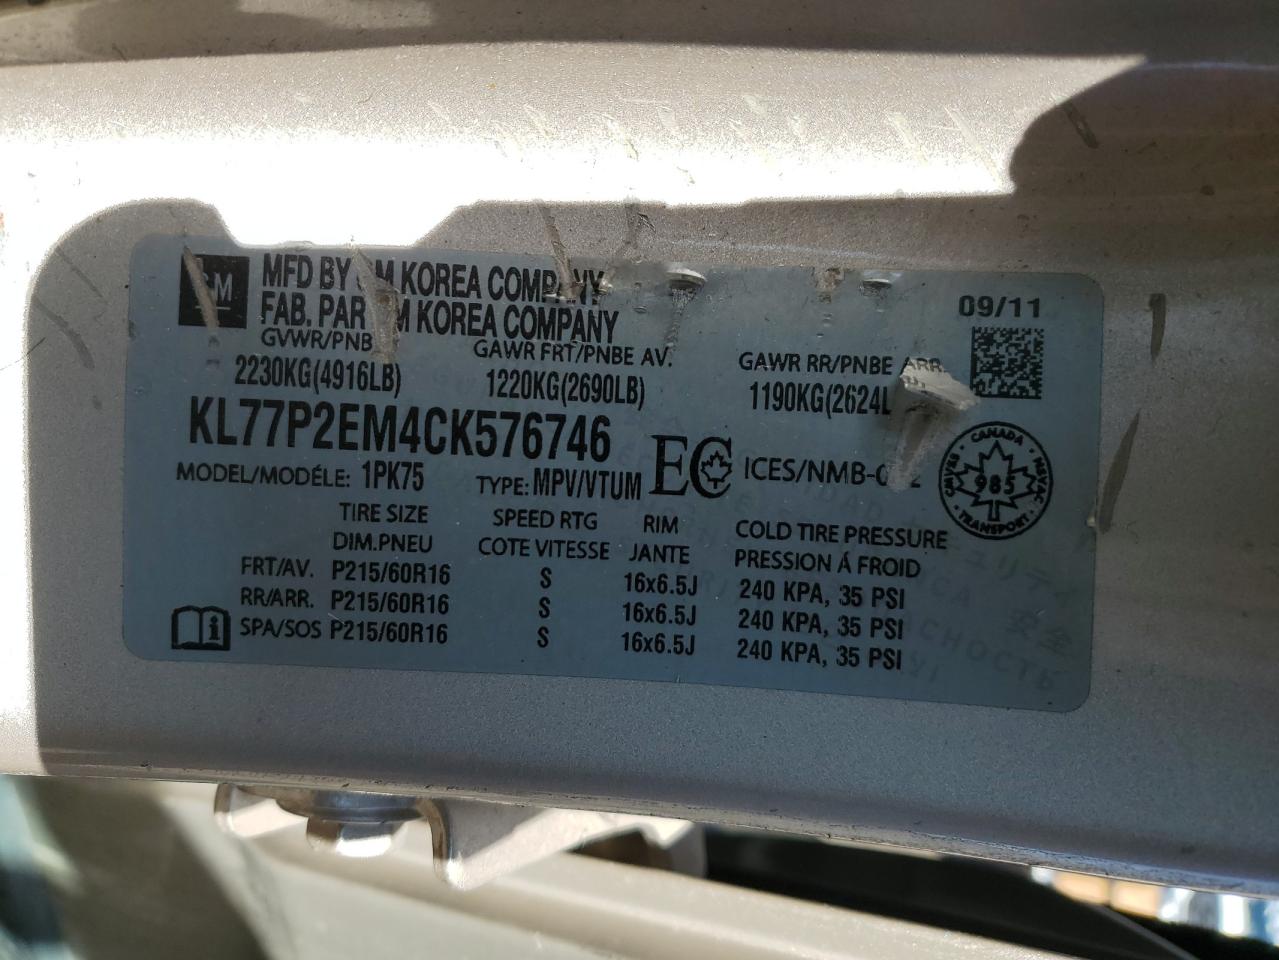 GM MFD BY GM KOREA COMPANY
FAB. PAR GM KOREA COMPANY
09/11
GVWR/PNBV GAWR FRT/PNBE AV. GAWR RR/PNBE ARR.
2230KG(4916LB) 1220KG(2690LB) 1190KG(2624L
KL77P2EM4CK576746
EC ICES/NMB-
MODEL/MODÉLE: 1PK75 TYPE: MPV/VTUM
CANADA
CMVSS NSVAC
985
TRANSPORT
TIRE SIZE SPEED RTG RIM COLD TIRE PRESSURE
DIM.PNEU COTE VITESSE JANTE PRESSION Á FROID
FRT/AV. P215/60R16 S 16x6.5J 240 KPA, 35 PSI
RR/ARR. P215/60R16 S 16x6.5J 240 KPA, 35 PSI
SPA/SOS P215/60R16 S 16x6.5J 240 KPA, 35 PSI